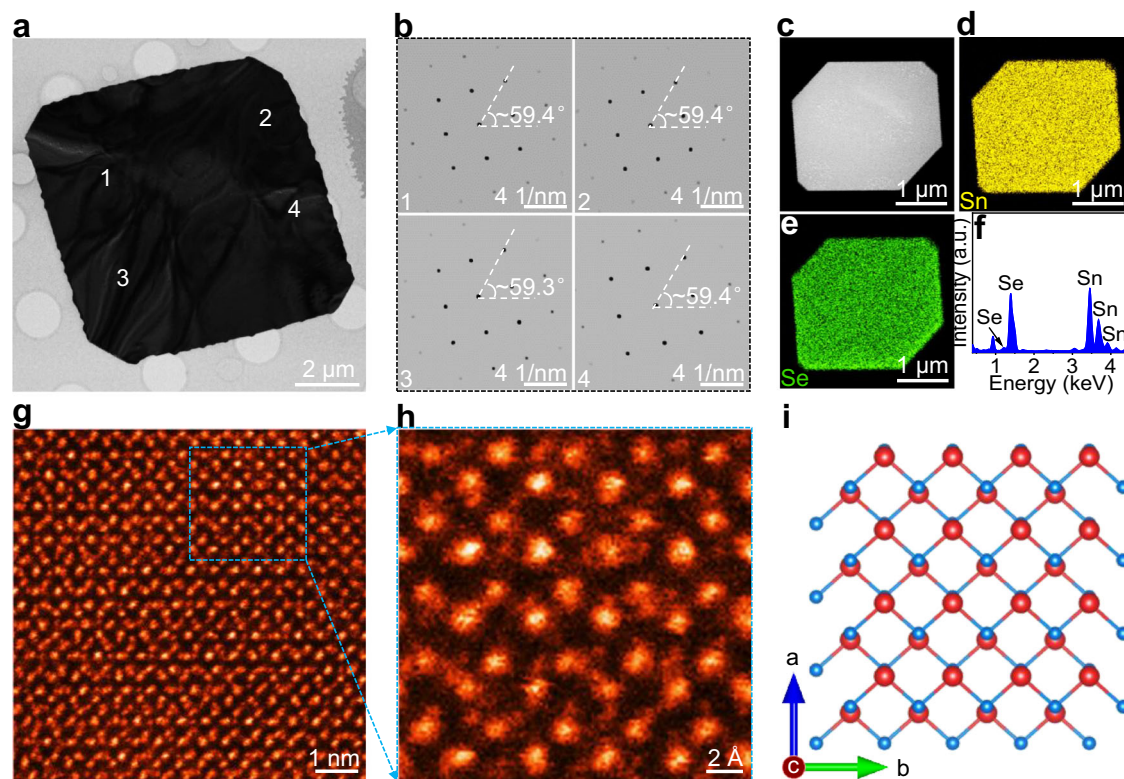 a
1
2
3
4
2 μm
b
~59.4°
1
4 1/nm
~59.4°
2
4 1/nm
~59.3°
3
4 1/nm
~59.4°
4
4 1/nm
c
1 μm
d
Sn
1 μm
e
Se
1 μm
f
Intensity (a.u.)
Se
Se
Sn
Sn
Sn
1 2 3 4
Energy (keV)
g
1 nm
h
2 Å
i
a
c
b